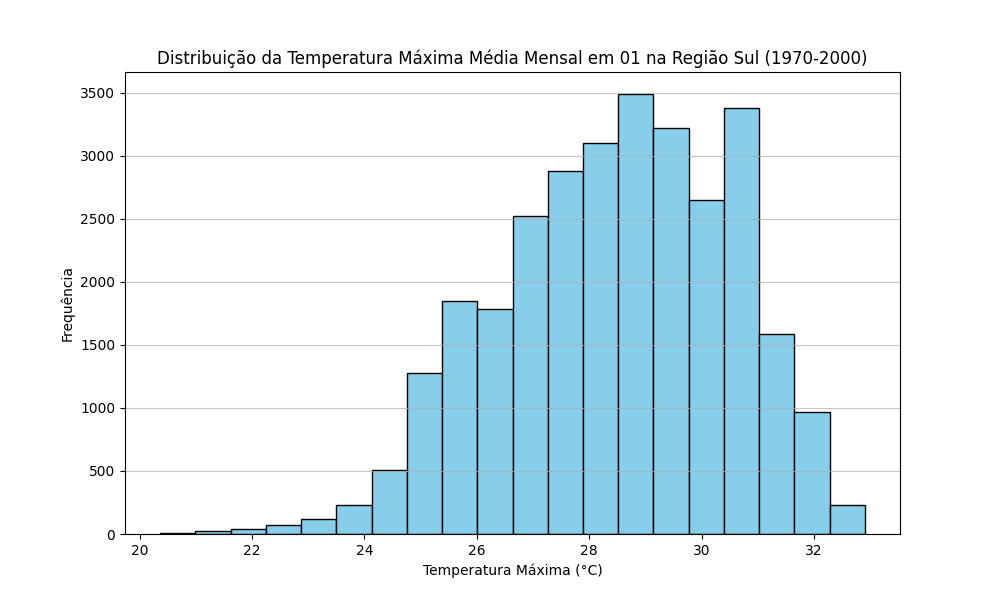 Distribuição da Temperatura Máxima Média Mensal em 01 na Região Sul (1970-2000)
3500
3000
2500
2000
1500
1000
500
0
Frequência
20 22 24 26 28 30 32
Temperatura Máxima (°C)